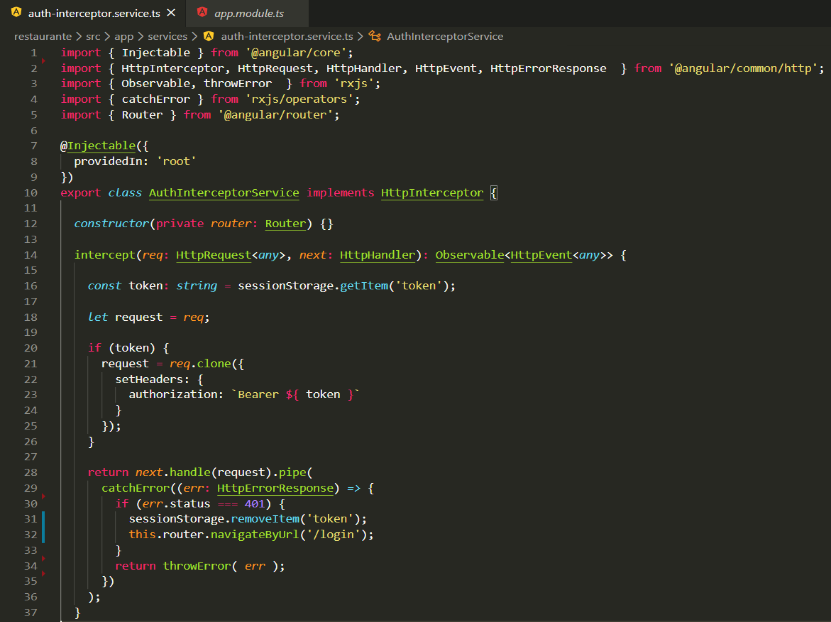 auth-interceptor.service.ts ✕ app.module.ts
restaurante > src > app > services > auth-interceptor.service.ts > AuthInterceptorService
1 import { Injectable } from '@angular/core';
2 import { HttpInterceptor, HttpRequest, HttpHandler, HttpEvent, HttpErrorResponse  } from '@angular/common/http';
3 import { Observable, throwError  } from 'rxjs';
4 import { catchError } from 'rxjs/operators';
5 import { Router } from '@angular/router';
6
7 @Injectable({
8   providedIn: 'root'
9 })
10 export class AuthInterceptorService implements HttpInterceptor {
11
12   constructor(private router: Router) {}
13
14   intercept(req: HttpRequest<any>, next: HttpHandler): Observable<HttpEvent<any>> {
15
16     const token: string = sessionStorage.getItem('token');
17
18     let request = req;
19
20     if (token) {
21       request = req.clone({
22         setHeaders: {
23           authorization: `Bearer ${ token }`
24         }
25       });
26     }
27
28     return next.handle(request).pipe(
29       catchError((err: HttpErrorResponse) => {
30         if (err.status === 401) {
31           sessionStorage.removeItem('token');
32           this.router.navigateByUrl('/login');
33         }
34         return throwError( err );
35       })
36     );
37   }